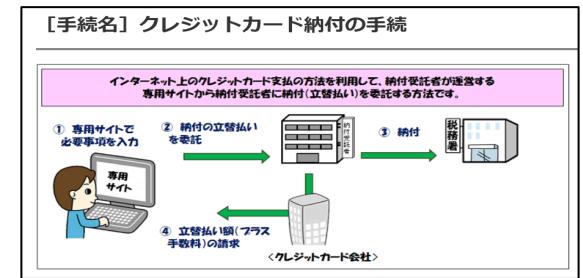 ［手続名］クレジットカード納付の手続
インターネット上のクレジットカード支払の方法を利用して、納付受託者が運営する
専用サイトから納付受託者に納付（立替払い）を委託する方法です。
① 専用サイトで
必要事項を入力
② 納付の立替払い
を委託
納付受託者
③ 納付
税務署
専用
サイト
④ 立替払い額（プラス
手数料）の請求
＜クレジットカード会社＞